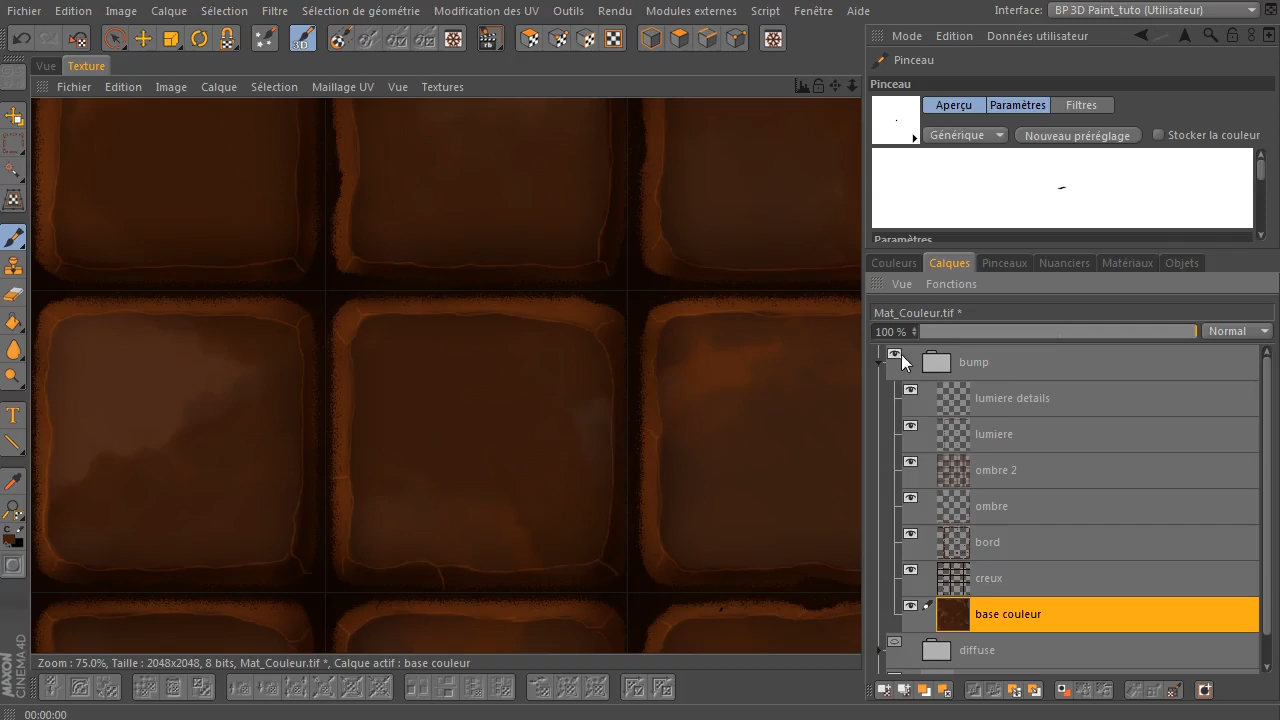 Fichier Edition Image Calque Sélection Filtre Sélection de géométrie Modification des UV Outils Rendu Modules externes Script Fenêtre Aide Interface: BP 3D Paint_tuto (Utilisateur)
3D
Mode Edition Données utilisateur
Pinceau
Vue Texture
Fichier Edition Image Calque Sélection Maillage UV Vue Textures
Pinceau
Aperçu Paramètres Filtres
Générique Nouveau préréglage Stocker la couleur
Paramètres
Couleurs Calques Pinceaux Nuanciers Matériaux Objets
Vue Fonctions
Mat_Couleur.tif *
100 % Normal
bump
lumiere details
lumiere
ombre 2
ombre
bord
creux
base couleur
diffuse
T
C
Zoom : 75.0%, Taille : 2048x2048, 8 bits, Mat_Couleur.tif *, Calque actif : base couleur
MAXON
CINEMA 4D
00:00:00